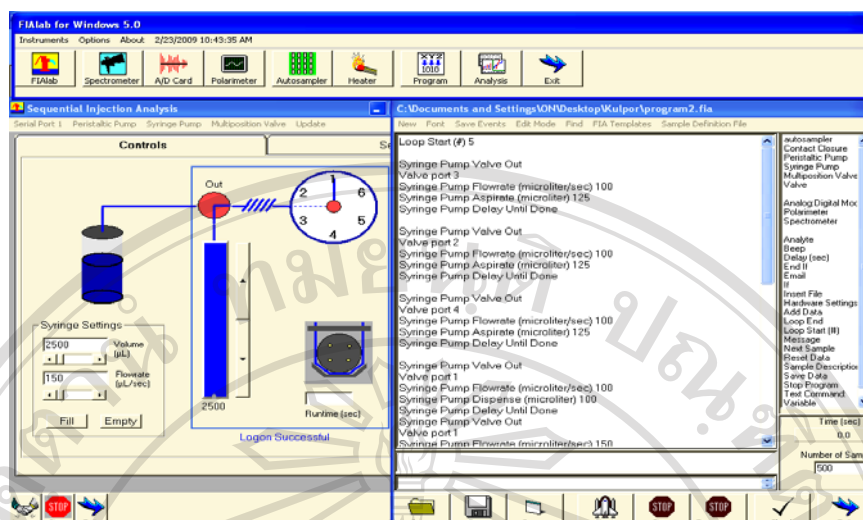 FIAlab for Windows 5.0
Instruments Options About 2/23/2009 10:43:35 AM
FIAlab Spectrometer A/D Card Polarimeter Autosampler Heater Program Analysis Exit
Sequential Injection Analysis
Serial Port 1 Peristaltic Pump Syringe Pump Multiposition Valve Update
Controls
Out
1
2
3
4
5
6
Syringe Settings
2500 Volume (µL)
150 Flowrate (µL/sec)
Fill Empty
2500
Runtime (sec)
Logon Successful
STOP
C:\Documents and Settings\ON\Desktop\Kulpor\program2.fia
New Font Save Events Edit Mode Find FIA Templates Sample Definition File
Loop Start (#) 5
Syringe Pump Valve Out
Valve port 3
Syringe Pump Flowrate (microliter/sec) 100
Syringe Pump Aspirate (microliter) 125
Syringe Pump Delay Until Done
Syringe Pump Valve Out
Valve port 2
Syringe Pump Flowrate (microliter/sec) 100
Syringe Pump Aspirate (microliter) 125
Syringe Pump Delay Until Done
Syringe Pump Valve Out
Valve port 4
Syringe Pump Flowrate (microliter/sec) 100
Syringe Pump Aspirate (microliter) 125
Syringe Pump Delay Until Done
Syringe Pump Valve Out
Valve port 1
Syringe Pump Flowrate (microliter/sec) 100
Syringe Pump Dispense (microliter) 100
Syringe Pump Delay Until Done
Syringe Pump Valve Out
Valve port 1
Syringe Pump Flowrate (microliter/sec) 150
autosampler
Contact Closure
Peristaltic Pump
Syringe Pump
Multiposition Valve
Valve
Analog Digital Moc
Polarimeter
Spectrometer
Analyte
Beep
Delay (sec)
End If
Email
If
Insert File
Hardware Settings
Add Data
Loop End
Loop Start (#)
Message
Next Sample
Reset Data
Sample Description
Save Data
Stop Program
Text Command
Variable
Time (sec)
0.0
Number of Sam
500
STOP STOP